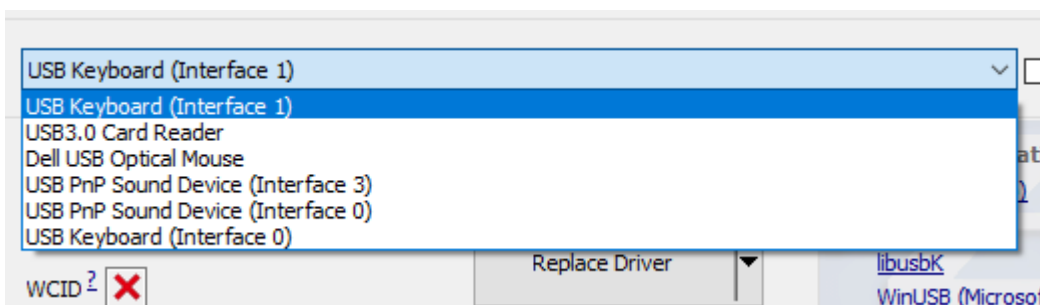 USB Keyboard (Interface 1)
USB Keyboard (Interface 1)
USB3.0 Card Reader
Dell USB Optical Mouse
USB PnP Sound Device (Interface 3)
USB PnP Sound Device (Interface 0)
USB Keyboard (Interface 0)
WCID ?
Replace Driver
libusbK
WinUSB